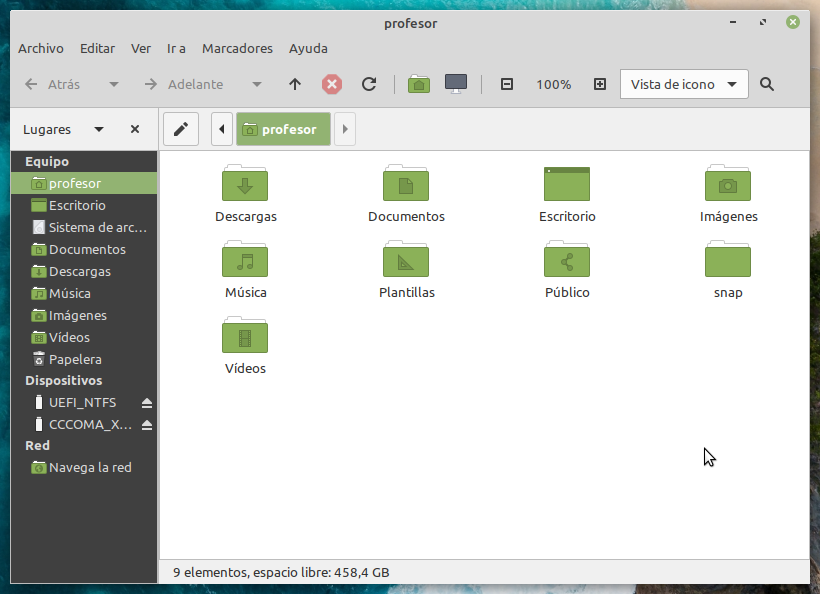 profesor
Archivo Editar Ver Ir a Marcadores Ayuda
Atrás Adelante 100% Vista de icono
Lugares profesor
Equipo
profesor
Escritorio
Sistema de arc...
Documentos
Descargas
Música
Imágenes
Vídeos
Papelera
Dispositivos
UEFI_NTFS
CCCOMA_X...
Red
Navega la red
Descargas Documentos Escritorio Imágenes
Música Plantillas Público snap
Vídeos
9 elementos, espacio libre: 458,4 GB